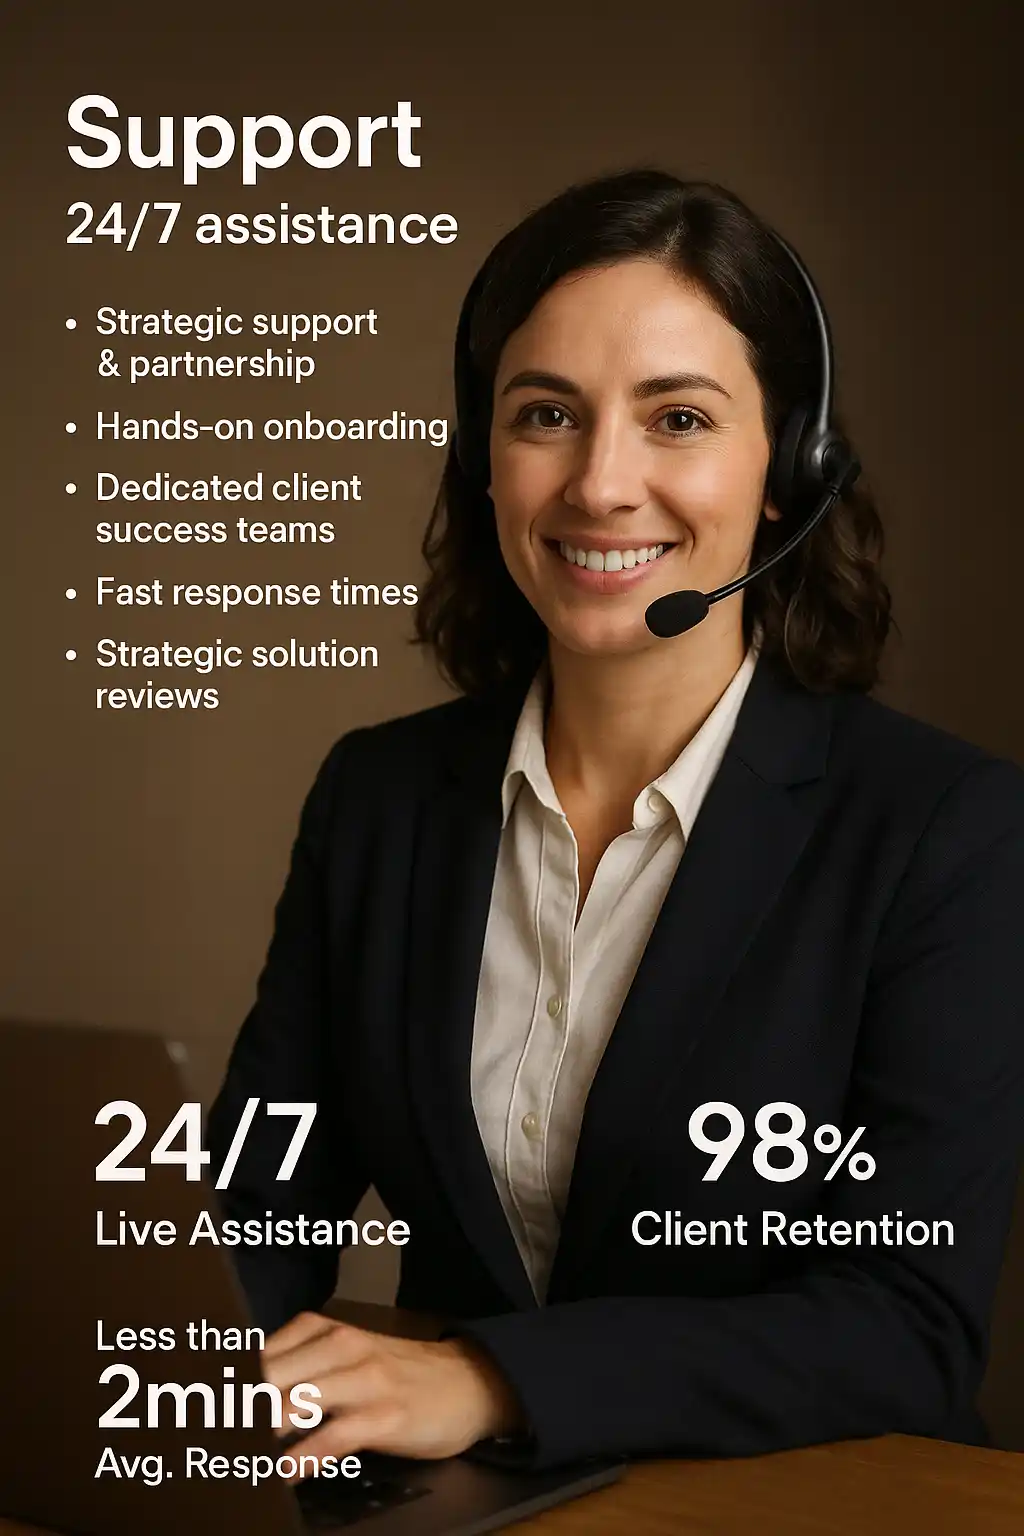 Support
24/7 assistance
• Strategic support
& partnership
• Hands-on onboarding
• Dedicated client
success teams
• Fast response times
• Strategic solution
reviews
24/7
Live Assistance
98%
Client Retention
Less than
2mins
Avg. Response